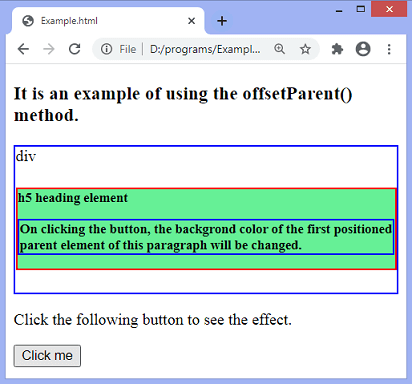 Example.html
File | D:/programs/Exampl...
It is an example of using the offsetParent()
method.
div
h5 heading element
On clicking the button, the backgrond color of the first positioned
parent element of this paragraph will be changed.
Click the following button to see the effect.
Click me